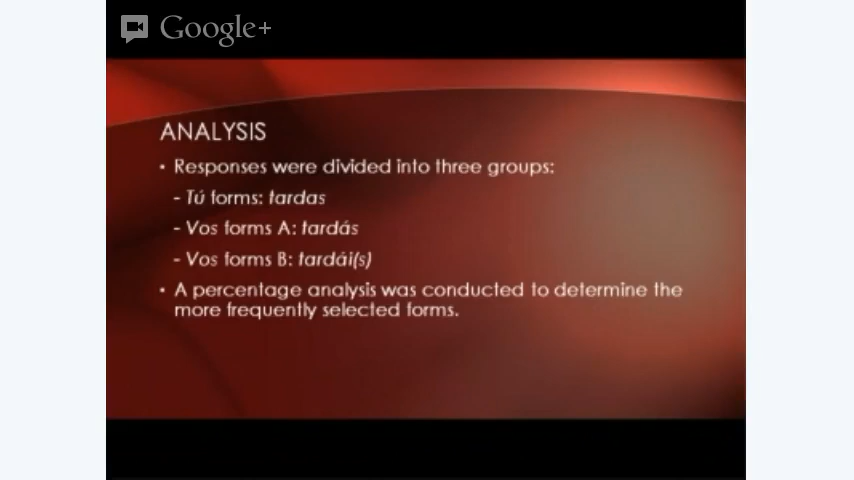 Google+
ANALYSIS
• Responses were divided into three groups:
- Tú forms: tardas
- Vos forms A: tardás
- Vos forms B: tardái(s)
• A percentage analysis was conducted to determine the
more frequently selected forms.